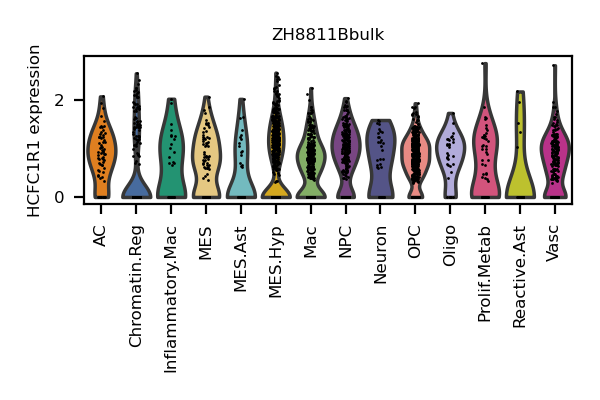 ZH8811Bbulk
HCFC1R1 expression
2
0
AC
Chromatin.Reg
Inflammatory.Mac
MES
MES.Ast
MES.Hyp
Mac
NPC
Neuron
OPC
Oligo
Prolif.Metab
Reactive.Ast
Vasc